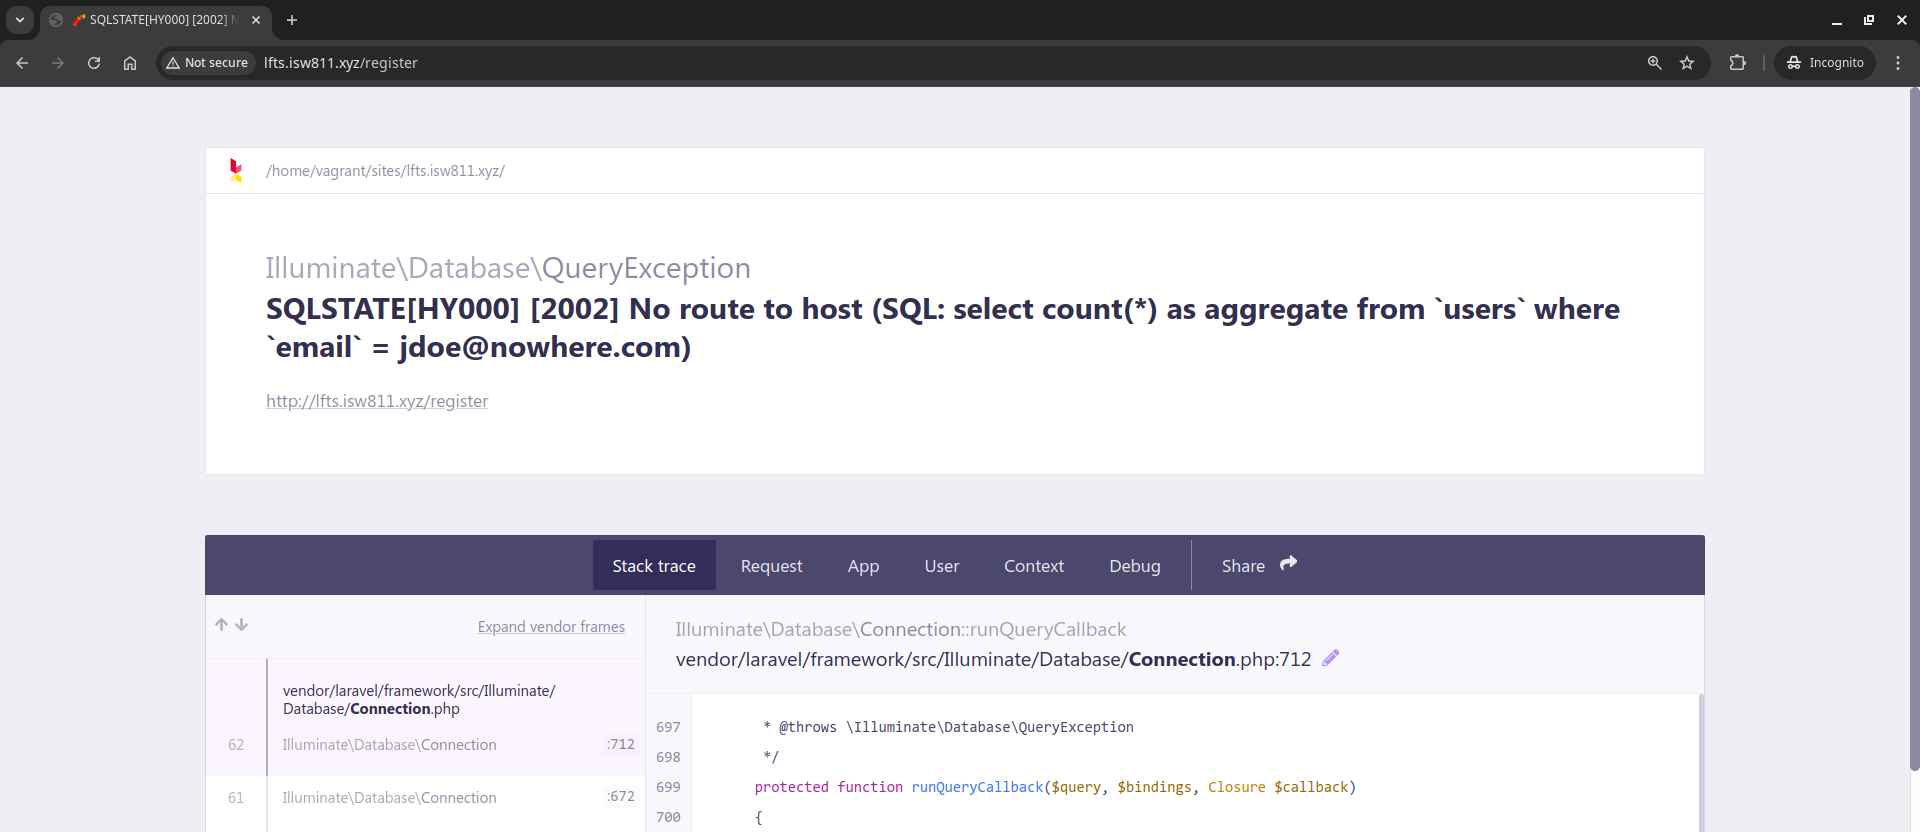 SQLSTATE[HY000] [2002] N
Not secure
lfts.isw811.xyz/register
Incognito
/home/vagrant/sites/lfts.isw811.xyz/
Illuminate\Database\QueryException
SQLSTATE[HY000] [2002] No route to host (SQL: select count(*) as aggregate from `users` where
`email` = jdoe@nowhere.com)
http://lfts.isw811.xyz/register
Stack trace
Request
App
User
Context
Debug
Share
Expand vendor frames
vendor/laravel/framework/src/Illuminate/
Database/Connection.php
62 Illuminate\Database\Connection :712
61 Illuminate\Database\Connection :672
Illuminate\Database\Connection::runQueryCallback
vendor/laravel/framework/src/Illuminate/Database/Connection.php:712
697 * @throws \Illuminate\Database\QueryException
698 */
699 protected function runQueryCallback($query, $bindings, Closure $callback)
700 {